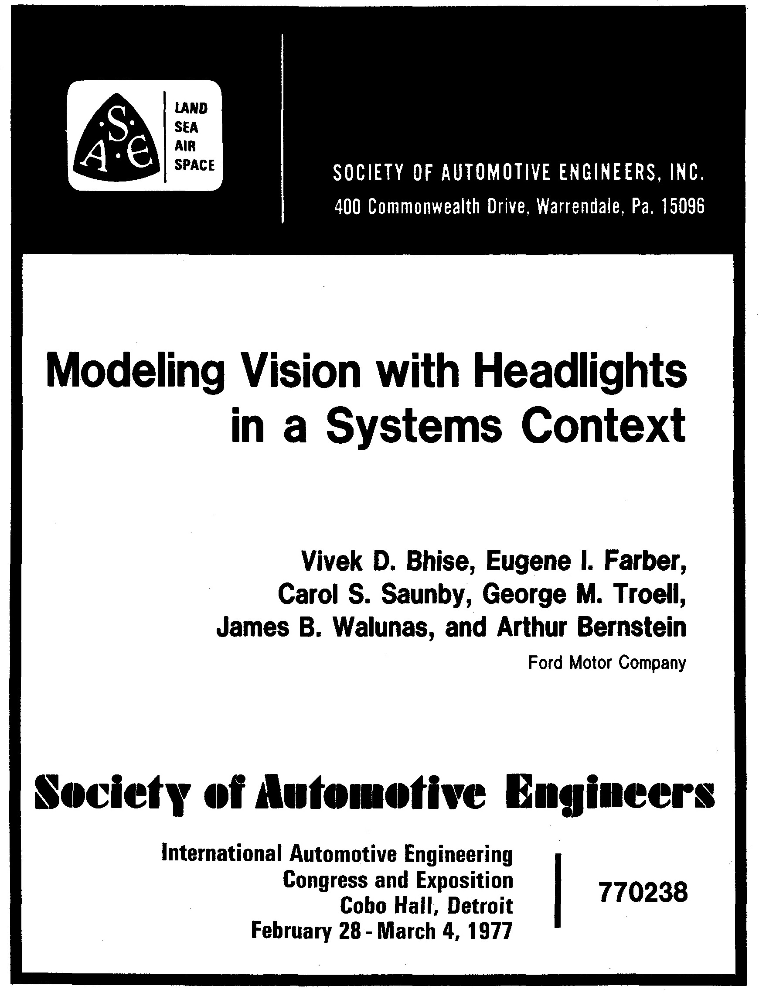 S
A E
LAND
SEA
AIR
SPACE
SOCIETY OF AUTOMOTIVE ENGINEERS, INC.
400 Commonwealth Drive, Warrendale, Pa. 15096
Modeling Vision with Headlights
in a Systems Context
Vivek D. Bhise, Eugene I. Farber,
Carol S. Saunby, George M. Troell,
James B. Walunas, and Arthur Bernstein
Ford Motor Company
Society of Automotive Engineers
International Automotive Engineering
Congress and Exposition
Cobo Hall, Detroit
February 28 - March 4, 1977
770238